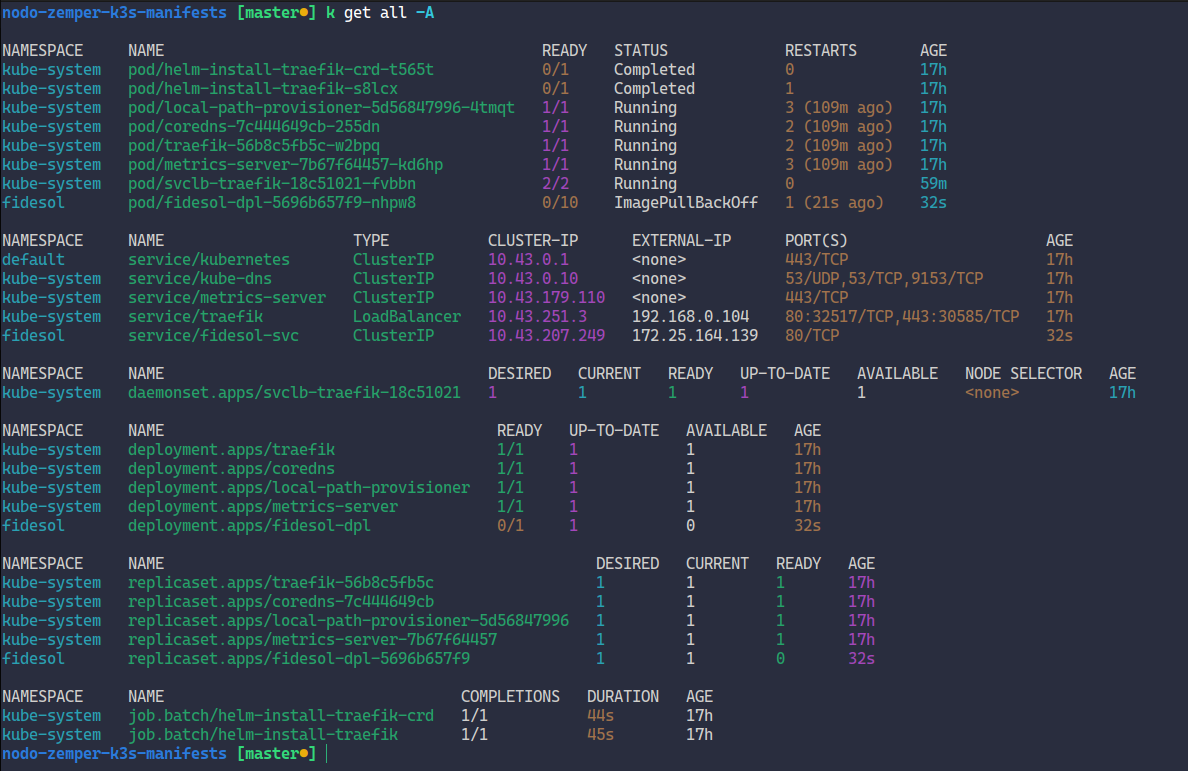 nodo-zemper-k3s-manifests [master●] k get all -A
NAMESPACE NAME READY STATUS RESTARTS AGE
kube-system pod/helm-install-traefik-crd-t565t 0/1 Completed 0 17h
kube-system pod/helm-install-traefik-s8lcx 0/1 Completed 1 17h
kube-system pod/local-path-provisioner-5d56847996-4tmqt 1/1 Running 3 (109m ago) 17h
kube-system pod/coredns-7c444649cb-255dn 1/1 Running 2 (109m ago) 17h
kube-system pod/traefik-56b8c5fb5c-w2bpq 1/1 Running 2 (109m ago) 17h
kube-system pod/metrics-server-7b67f64457-kd6hp 1/1 Running 3 (109m ago) 17h
kube-system pod/svclb-traefik-18c51021-fvbbn 2/2 Running 0 59m
fidesol pod/fidesol-dpl-5696b657f9-nhpw8 0/10 ImagePullBackOff 1 (21s ago) 32s
NAMESPACE NAME TYPE CLUSTER-IP EXTERNAL-IP PORT(S) AGE
default service/kubernetes ClusterIP 10.43.0.1 <none> 443/TCP 17h
kube-system service/kube-dns ClusterIP 10.43.0.10 <none> 53/UDP,53/TCP,9153/TCP 17h
kube-system service/metrics-server ClusterIP 10.43.179.110 <none> 443/TCP 17h
kube-system service/traefik LoadBalancer 10.43.251.3 192.168.0.104 80:32517/TCP,443:30585/TCP 17h
fidesol service/fidesol-svc ClusterIP 10.43.207.249 172.25.164.139 80/TCP 32s
NAMESPACE NAME DESIRED CURRENT READY UP-TO-DATE AVAILABLE NODE SELECTOR AGE
kube-system daemonset.apps/svclb-traefik-18c51021 1 1 1 1 1 <none> 17h
NAMESPACE NAME READY UP-TO-DATE AVAILABLE AGE
kube-system deployment.apps/traefik 1/1 1 1 17h
kube-system deployment.apps/coredns 1/1 1 1 17h
kube-system deployment.apps/local-path-provisioner 1/1 1 1 17h
kube-system deployment.apps/metrics-server 1/1 1 1 17h
fidesol deployment.apps/fidesol-dpl 0/1 1 0 32s
NAMESPACE NAME DESIRED CURRENT READY AGE
kube-system replicaset.apps/traefik-56b8c5fb5c 1 1 1 17h
kube-system replicaset.apps/coredns-7c444649cb 1 1 1 17h
kube-system replicaset.apps/local-path-provisioner-5d56847996 1 1 1 17h
kube-system replicaset.apps/metrics-server-7b67f64457 1 1 1 17h
fidesol replicaset.apps/fidesol-dpl-5696b657f9 1 1 0 32s
NAMESPACE NAME COMPLETIONS DURATION AGE
kube-system job.batch/helm-install-traefik-crd 1/1 44s 17h
kube-system job.batch/helm-install-traefik 1/1 45s 17h
nodo-zemper-k3s-manifests [master●]